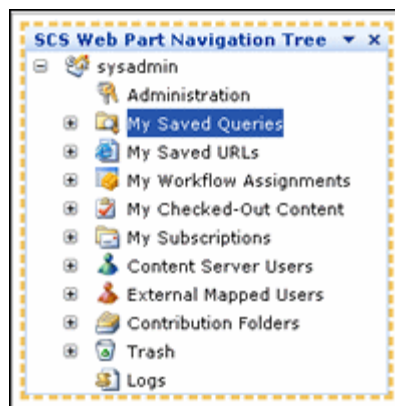 SCS Web Part Navigation Tree
sysadmin
Administration
My Saved Queries
My Saved URLs
My Workflow Assignments
My Checked-Out Content
My Subscriptions
Content Server Users
External Mapped Users
Contribution Folders
Trash
Logs